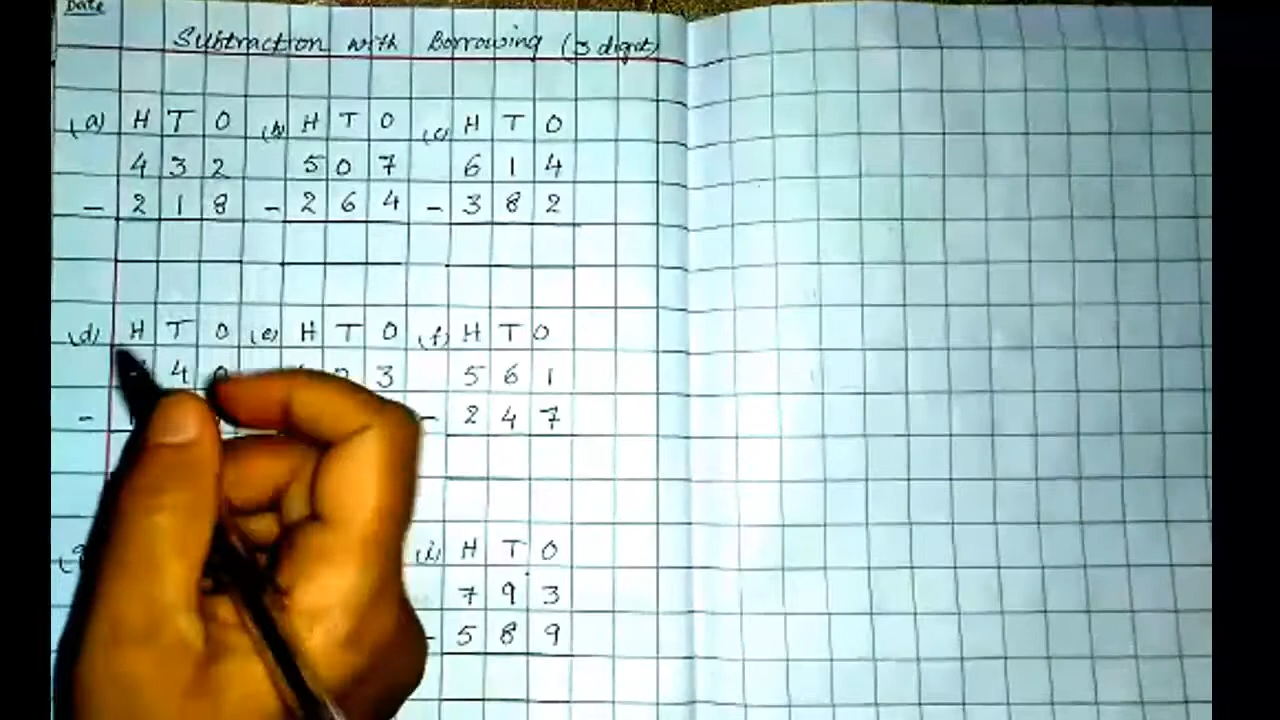 Date
Subtraction with Borrowing (3 digit)
(a) H T O (b) H T O (c) H T O
4 3 2 5 0 7 6 1 4
- 2 1 8 - 2 6 4 - 3 8 2
(d) H T O (e) H T O (f) H T O
4 3 5 6 1
- - 2 4 7
(i) H T O
7 9 3
- 5 8 9